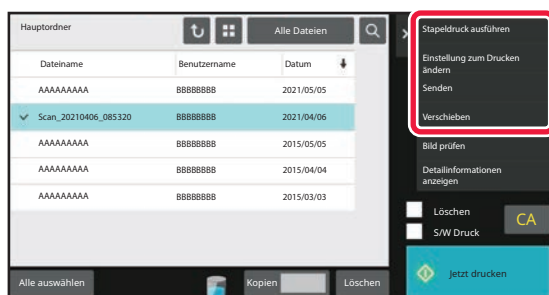 Hauptordner
Alle Dateien
Dateiname Benutzername Datum
AAAAAAAAA BBBBBBBB 2021/05/05
Scan_20210406_085320 BBBBBBBB 2021/04/06
AAAAAAAAA BBBBBBBB 2015/05/05
AAAAAAAAA BBBBBBBB 2015/04/04
AAAAAAAAA BBBBBBBB 2015/03/03
Alle auswählen
Kopien
Löschen
Stapeldruck ausführen
Einstellung zum Drucken
ändern
Senden
Verschieben
Bild prüfen
Detailinformationen
anzeigen
Löschen
S/W Druck
CA
Jetzt drucken